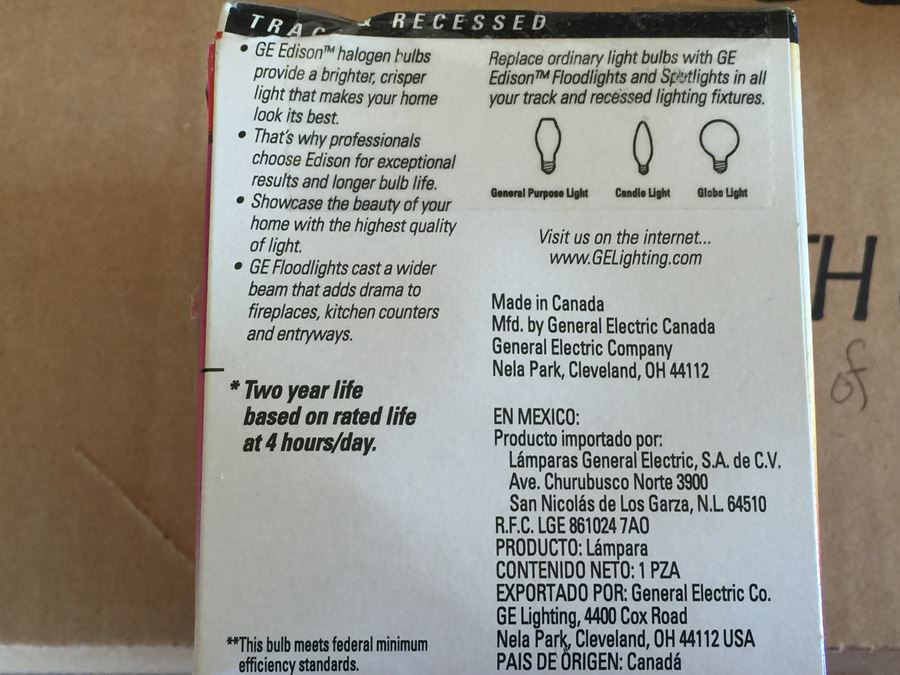 TRACK & RECESSED
• GE Edison™ halogen bulbs
provide a brighter, crisper
light that makes your home
look its best.
• That's why professionals
choose Edison for exceptional
results and longer bulb life.
• Showcase the beauty of your
home with the highest quality
of light.
• GE Floodlights cast a wider
beam that adds drama to
fireplaces, kitchen counters
and entryways.
* Two year life
based on rated life
at 4 hours/day.
**This bulb meets federal minimum
efficiency standards.
Replace ordinary light bulbs with GE
Edison™ Floodlights and Spotlights in all
your track and recessed lighting fixtures.
General Purpose Light Candle Light Globe Light
Visit us on the internet...
www.GELighting.com
Made in Canada
Mfd. by General Electric Canada
General Electric Company
Nela Park, Cleveland, OH 44112
EN MEXICO:
Producto importado por:
Lámparas General Electric, S.A. de C.V.
Ave. Churubusco Norte 3900
San Nicolás de Los Garza, N.L. 64510
R.F.C. LGE 861024 7AO
PRODUCTO: Lámpara
CONTENIDO NETO: 1 PZA
EXPORTADO POR: General Electric Co.
GE Lighting, 4400 Cox Road
Nela Park, Cleveland, OH 44112 USA
PAIS DE ORIGEN: Canadá
TH
of